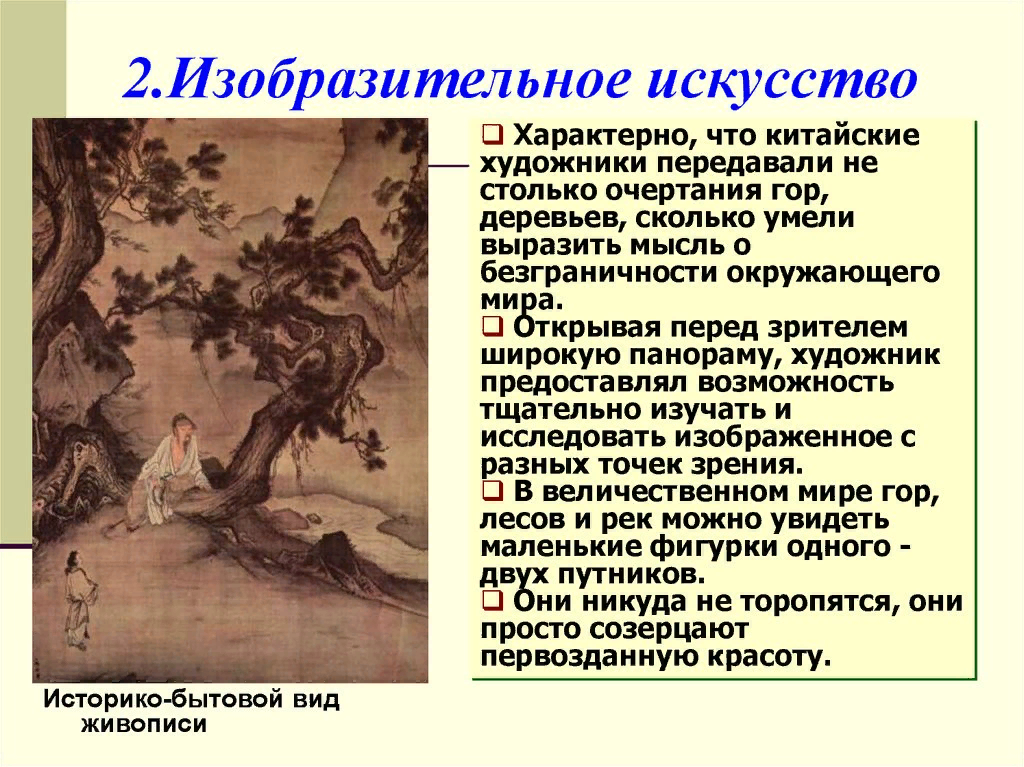 2.Изобразительное искусство
Характерно, что китайские
художники передавали не
столько очертания гор,
деревьев, сколько умели
выразить мысль о
безграничности окружающего
мира.
Открывая перед зрителем
широкую панораму, художник
предоставлял возможность
тщательно изучать и
исследовать изображенное с
разных точек зрения.
В величественном мире гор,
лесов и рек можно увидеть
маленькие фигурки одного -
двух путников.
Они никуда не торопятся, они
просто созерцают
первозданную красоту.
Историко-бытовой вид
живописи